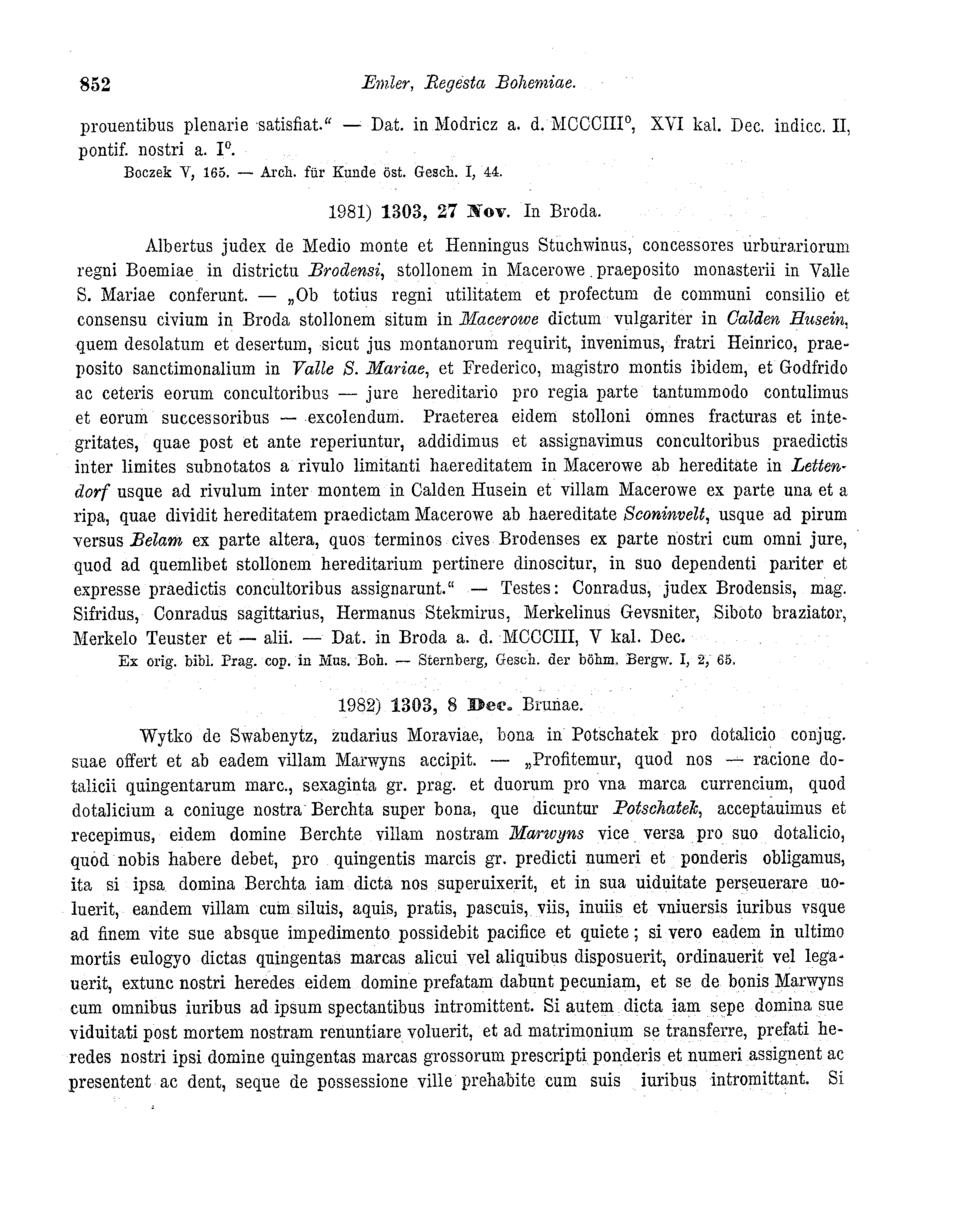 852 Emler, Regesta Bohemiae.
prouentibus plenarie satisfiat.“ — Dat. in Modricz a. d. MCCCIII⁰, XVI kal. Dec. indicc. II,
pontif. nostri a. I⁰.
Boczek V, 165. — Arch. für Kunde öst. Gesch. I, 44.
1981) 1303, 27 Nov. In Broda.
Albertus judex de Medio monte et Henningus Stuchwinus, concessores urburariorum
regni Boemiae in districtu Brodensi, stollonem in Macerowe praeposito monasterii in Valle
S. Mariae conferunt. — „Ob totius regni utilitatem et profectum de communi consilio et
consensu civium in Broda stollonem situm in Macerowe dictum vulgariter in Calden Husein,
quem desolatum et desertum, sicut jus montanorum requirit, invenimus, fratri Heinrico, prae-
posito sanctimonalium in Valle S. Mariae, et Frederico, magistro montis ibidem, et Godfrido
ac ceteris eorum concultoribus — jure hereditario pro regia parte tantummodo contulimus
et eorum successoribus — excolendum. Praeterea eidem stolloni omnes fracturas et inte-
gritates, quae post et ante reperiuntur, addidimus et assignavimus concultoribus praedictis
inter limites subnotatos a rivulo limitanti haereditatem in Macerowe ab hereditate in Letten-
dorf usque ad rivulum inter montem in Calden Husein et villam Macerowe ex parte una et a
ripa, quae dividit hereditatem praedictam Macerowe ab haereditate Sconinvelt, usque ad pirum
versus Belam ex parte altera, quos terminos cives Brodenses ex parte nostri cum omni jure,
quod ad quemlibet stollonem hereditarium pertinere dinoscitur, in suo dependenti pariter et
expresse praedictis concultoribus assignarunt.“ — Testes: Conradus, judex Brodensis, mag.
Sifridus, Conradus sagittarius, Hermanus Stekmirus, Merkelinus Gevsniter, Siboto braziator,
Merkelo Teuster et — alii. — Dat. in Broda a. d. MCCCIII, V kal. Dec.
Ex orig. bibl. Prag. cop. in Mus. Boh. — Sternberg, Gesch. der böhm. Bergw. I, 2, 65.
1982) 1303, 8 Dec. Brunae.
Wytko de Swabenytz, zudarius Moraviae, bona in Potschatek pro dotalicio conjug.
suae offert et ab eadem villam Marwyns accipit. — „Profitemur, quod nos — racione do-
talicii quingentarum marc., sexaginta gr. prag. et duorum pro vna marca currencium, quod
dotalicium a coniuge nostra Berchta super bona, que dicuntur Potschatek, acceptauimus et
recepimus, eidem domine Berchte villam nostram Marwyns vice versa pro suo dotalicio,
quod nobis habere debet, pro quingentis marcis gr. predicti numeri et ponderis obligamus,
ita si ipsa domina Berchta iam dicta nos superuixerit, et in sua uiduitate perseuerare uo-
luerit, eandem villam cum siluis, aquis, pratis, pascuis, viis, inuiis et vniuersis iuribus vsque
ad finem vite sue absque impedimento possidebit pacifice et quiete; si vero eadem in ultimo
mortis eulogyo dictas quingentas marcas alicui vel aliquibus disposuerit, ordinauerit vel lega-
uerit, extunc nostri heredes eidem domine prefatam dabunt pecuniam, et se de bonis Marwyns
cum omnibus iuribus ad ipsum spectantibus intromittent. Si autem dicta iam sepe domina sue
viduitati post mortem nostram renuntiare voluerit, et ad matrimonium se transferre, prefati he-
redes nostri ipsi domine quingentas marcas grossorum prescripti ponderis et numeri assignent ac
presentent ac dent, seque de possessione ville prehabite cum suis iuribus intromittant. Si